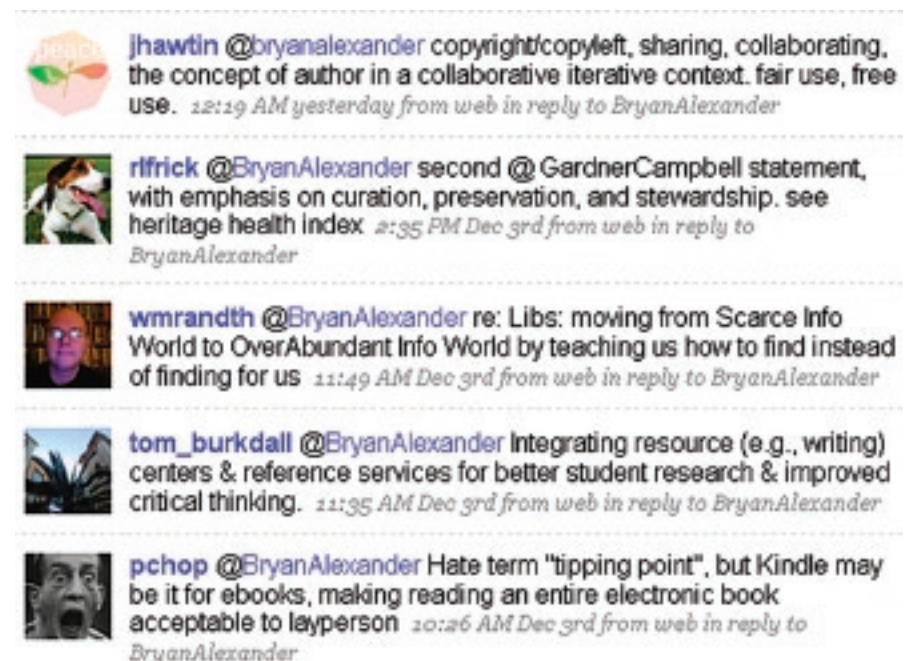 peace
jhawtin @bryanalexander copyright/copyleft, sharing, collaborating,
the concept of author in a collaborative iterative context. fair use, free
use. 12:19 AM yesterday from web in reply to BryanAlexander
rlfrick @BryanAlexander second @ GardnerCampbell statement,
with emphasis on curation, preservation, and stewardship. see
heritage health index 2:35 PM Dec 3rd from web in reply to
BryanAlexander
wmrandth @BryanAlexander re: Libs: moving from Scarce Info
World to OverAbundant Info World by teaching us how to find instead
of finding for us 11:49 AM Dec 3rd from web in reply to BryanAlexander
tom_burkdall @BryanAlexander Integrating resource (e.g., writing)
centers & reference services for better student research & improved
critical thinking. 11:35 AM Dec 3rd from web in reply to BryanAlexander
pchop @BryanAlexander Hate term "tipping point", but Kindle may
be it for ebooks, making reading an entire electronic book
acceptable to layperson 10:26 AM Dec 3rd from web in reply to
BryanAlexander